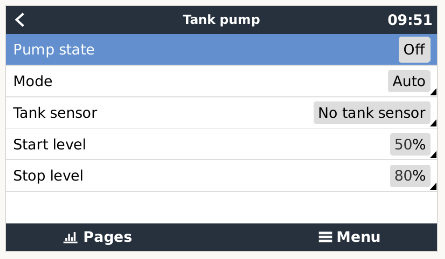 Tank pump 09:51
Pump state Off
Mode Auto
Tank sensor No tank sensor
Start level 50%
Stop level 80%
Pages Menu